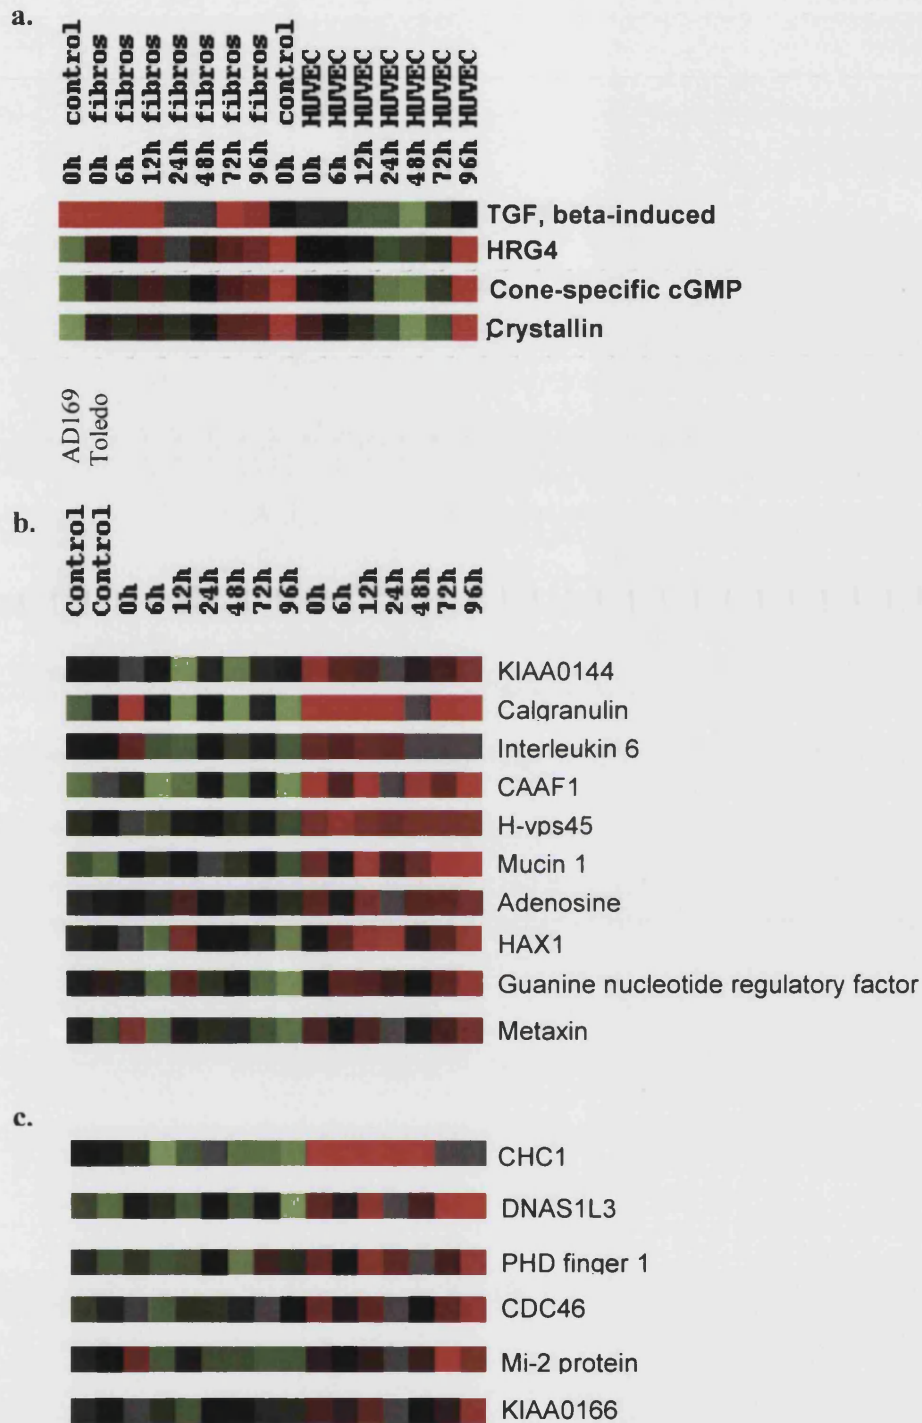 a.
0h control
0h fibros
6h fibros
12h fibros
24h fibros
48h fibros
72h fibros
96h fibros
0h control
0h HUVEC
6h HUVEC
12h HUVEC
24h HUVEC
48h HUVEC
72h HUVEC
96h HUVEC
TGF, beta-induced
HRG4
Cone-specific cGMP
Crystallin
AD169
Toledo
b.
Control
Control
0h
6h
12h
24h
48h
72h
96h
0h
6h
12h
24h
48h
72h
96h
KIAA0144
Calgranulin
Interleukin 6
CAAF1
H-vps45
Mucin 1
Adenosine
HAX1
Guanine nucleotide regulatory factor
Metaxin
c.
CHC1
DNAS1L3
PHD finger 1
CDC46
Mi-2 protein
KIAA0166